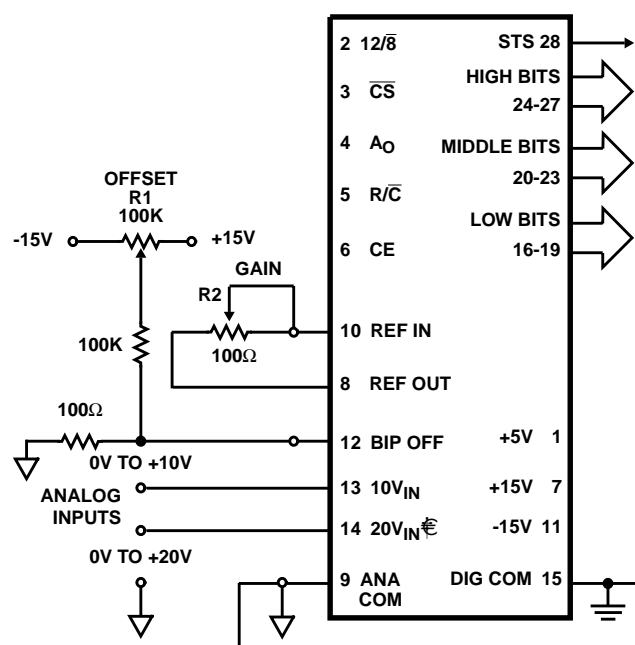 2 12/8̅
STS 28
HIGH BITS
24-27
3 C̅S̅
4 AO
MIDDLE BITS
20-23
5 R/C̅
LOW BITS
16-19
6 CE
OFFSET
R1
100K
-15V
+15V
GAIN
R2
100Ω
10 REF IN
100K
8 REF OUT
100Ω
12 BIP OFF
+5V 1
0V TO +10V
ANALOG
INPUTS
13 10VIN
+15V 7
14 20VIN€
-15V 11
0V TO +20V
9 ANA
COM
DIG COM 15